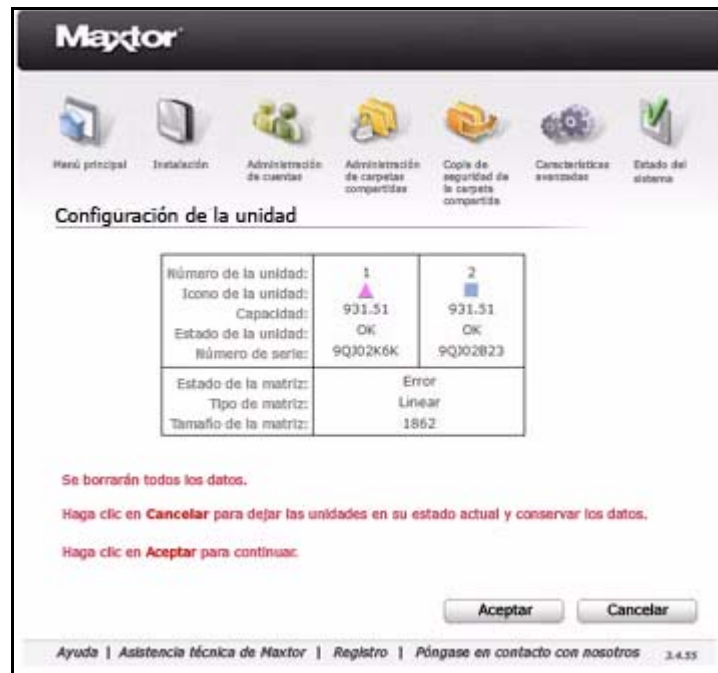 Maxtor
Menú principal
Instalación
Administración de cuentas
Administración de carpetas compartidas
Copia de seguridad de la carpeta compartida
Características avanzadas
Estado del sistema
Configuración de la unidad
Número de la unidad: 1 2
Icono de la unidad:
Capacidad: 931.51 931.51
Estado de la unidad: OK OK
Número de serie: 9QJ02K6K 9QJ02B23
Estado de la matriz: Error
Tipo de matriz: Linear
Tamaño de la matriz: 1862
Se borrarán todos los datos.
Haga clic en Cancelar para dejar las unidades en su estado actual y conservar los datos.
Haga clic en Aceptar para continuar.
Aceptar Cancelar
Ayuda | Asistencia técnica de Maxtor | Registro | Póngase en contacto con nosotros 3.4.55